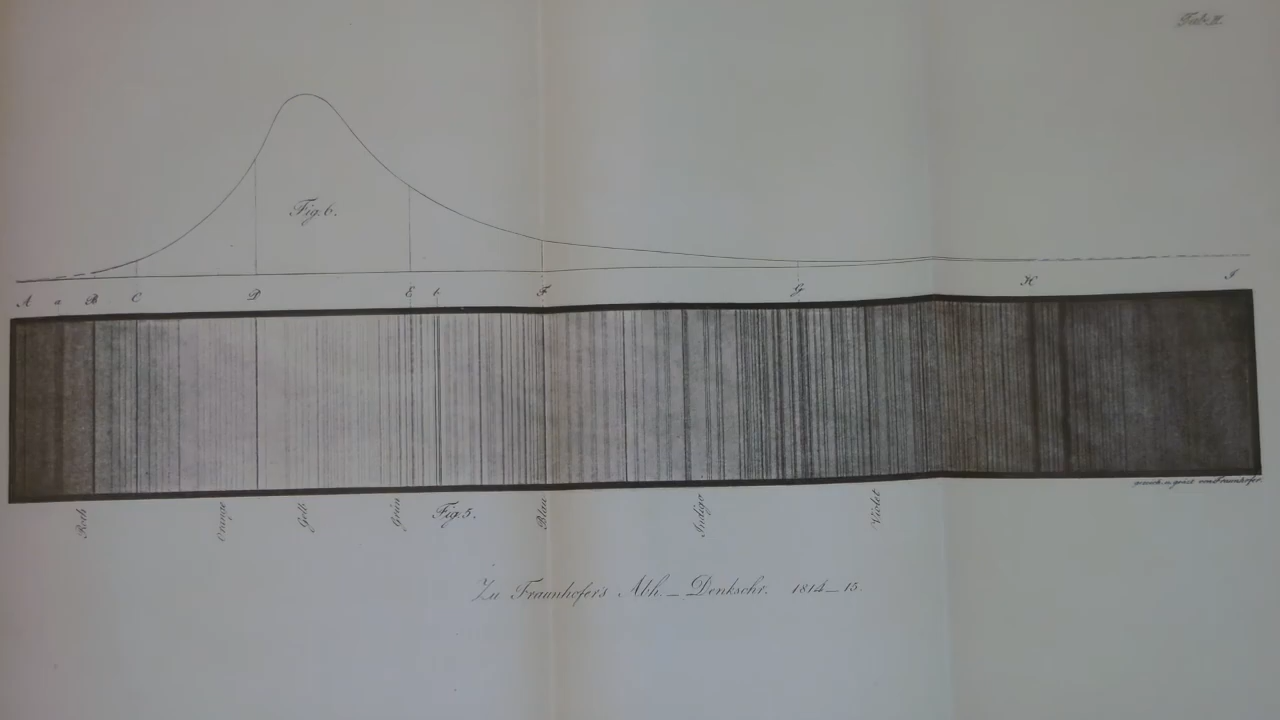 Tab. II.
Fig. 6.
A a B C D E b F G H I
Roth Orange Gelb Grün Blau Indigo Violet
Fig. 5.
Zu Fraunhofer's Abh. – Denkschr. 1814–15.